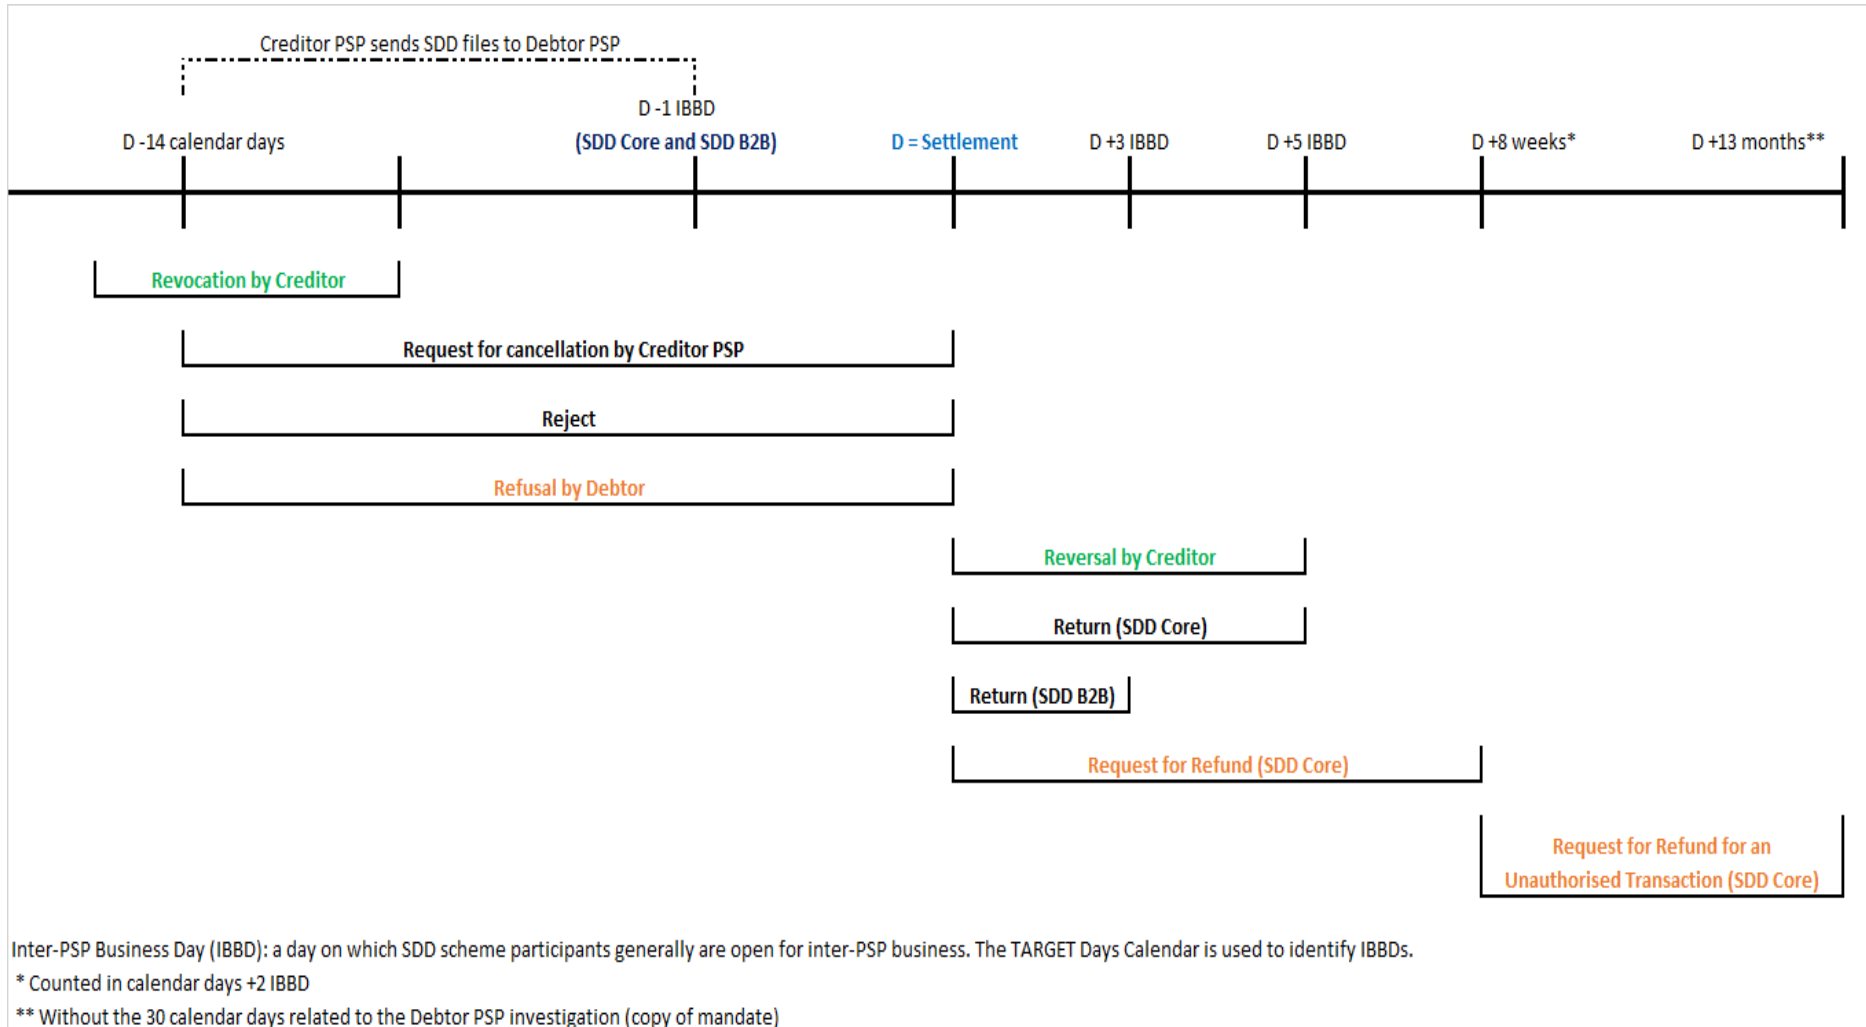 Creditor PSP sends SDD files to Debtor PSP
D -1 IBBD
D -14 calendar days
(SDD Core and SDD B2B)
D = Settlement
D +3 IBBD
D +5 IBBD
D +8 weeks*
D +13 months**
Revocation by Creditor
Request for cancellation by Creditor PSP
Reject
Refusal by Debtor
Reversal by Creditor
Return (SDD Core)
Return (SDD B2B)
Request for Refund (SDD Core)
Request for Refund for an
Unauthorised Transaction (SDD Core)
Inter-PSP Business Day (IBBD): a day on which SDD scheme participants generally are open for inter-PSP business. The TARGET Days Calendar is used to identify IBBDs.
* Counted in calendar days +2 IBBD
** Without the 30 calendar days related to the Debtor PSP investigation (copy of mandate)